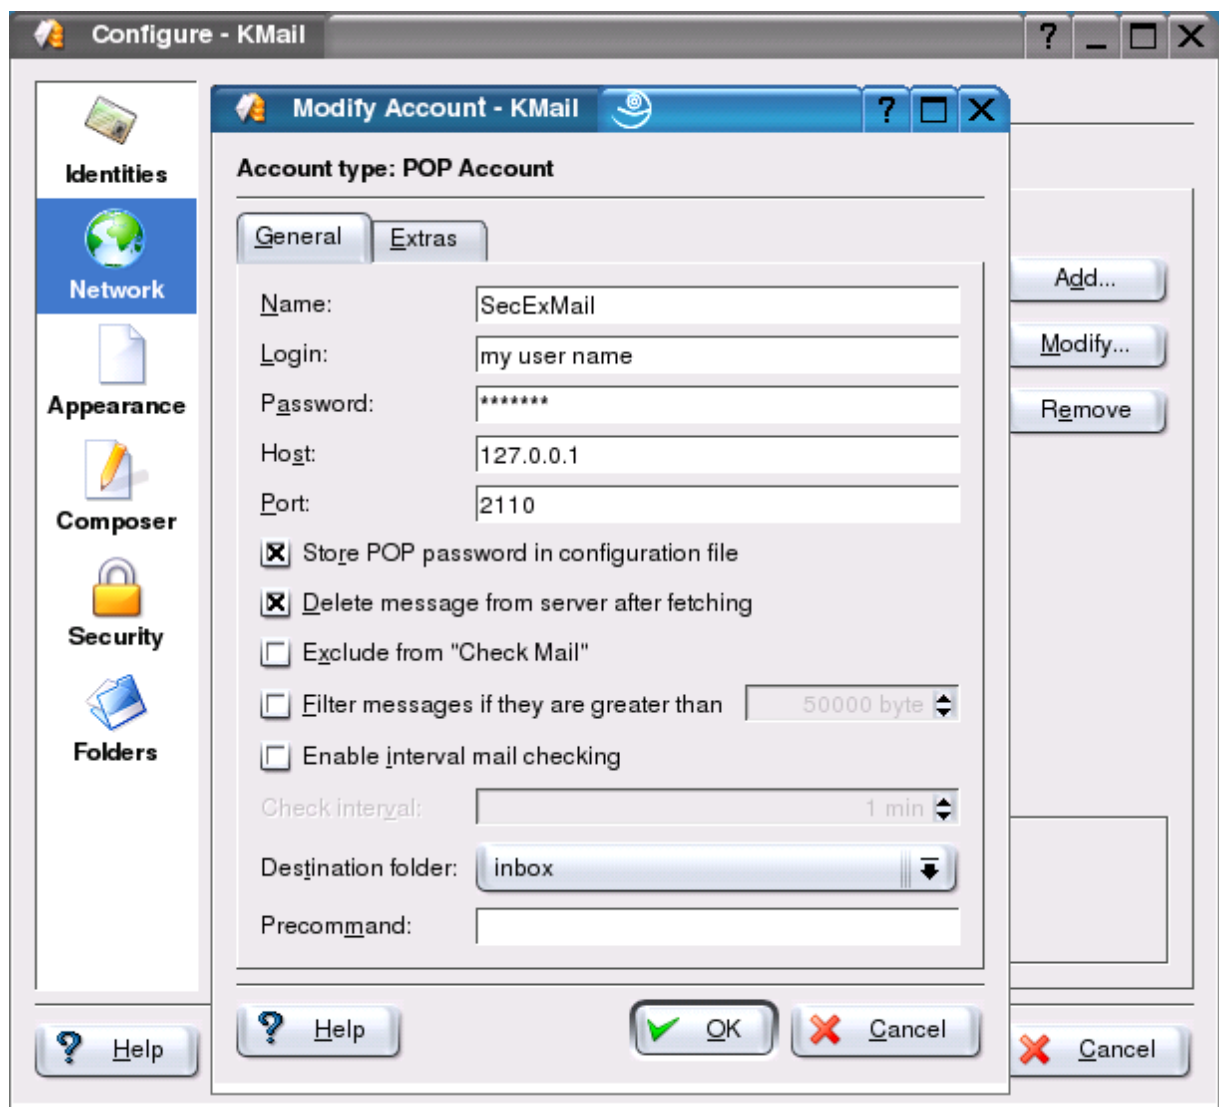 Configure - KMail
?
Modify Account - KMail
?
Identities
Network
Appearance
Composer
Security
Folders
Account type: POP Account
General Extras
Name: SecExMail
Login: my user name
Password: *******
Host: 127.0.0.1
Port: 2110
Store POP password in configuration file
Delete message from server after fetching
Exclude from "Check Mail"
Filter messages if they are greater than 50000 byte
Enable interval mail checking
Check interval: 1 min
Destination folder: inbox
Precommand:
? Help OK Cancel
Add...
Modify...
Remove
? Help Cancel